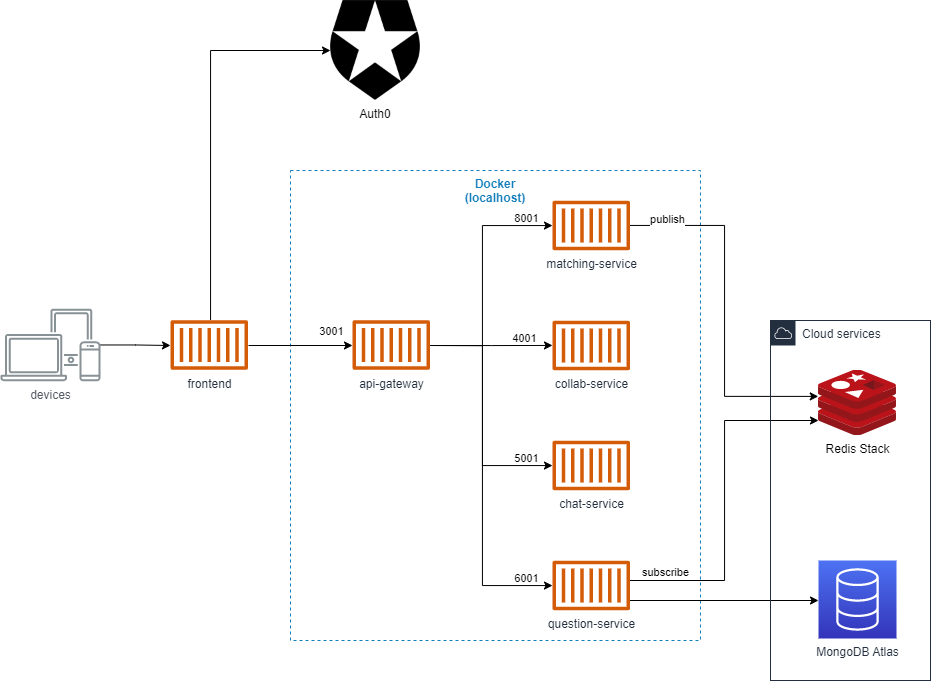 Auth0
Docker
(localhost)
8001
publish
matching-service
3001
4001
Cloud services
devices
frontend
api-gateway
collab-service
Redis Stack
5001
chat-service
6001
subscribe
question-service
MongoDB Atlas